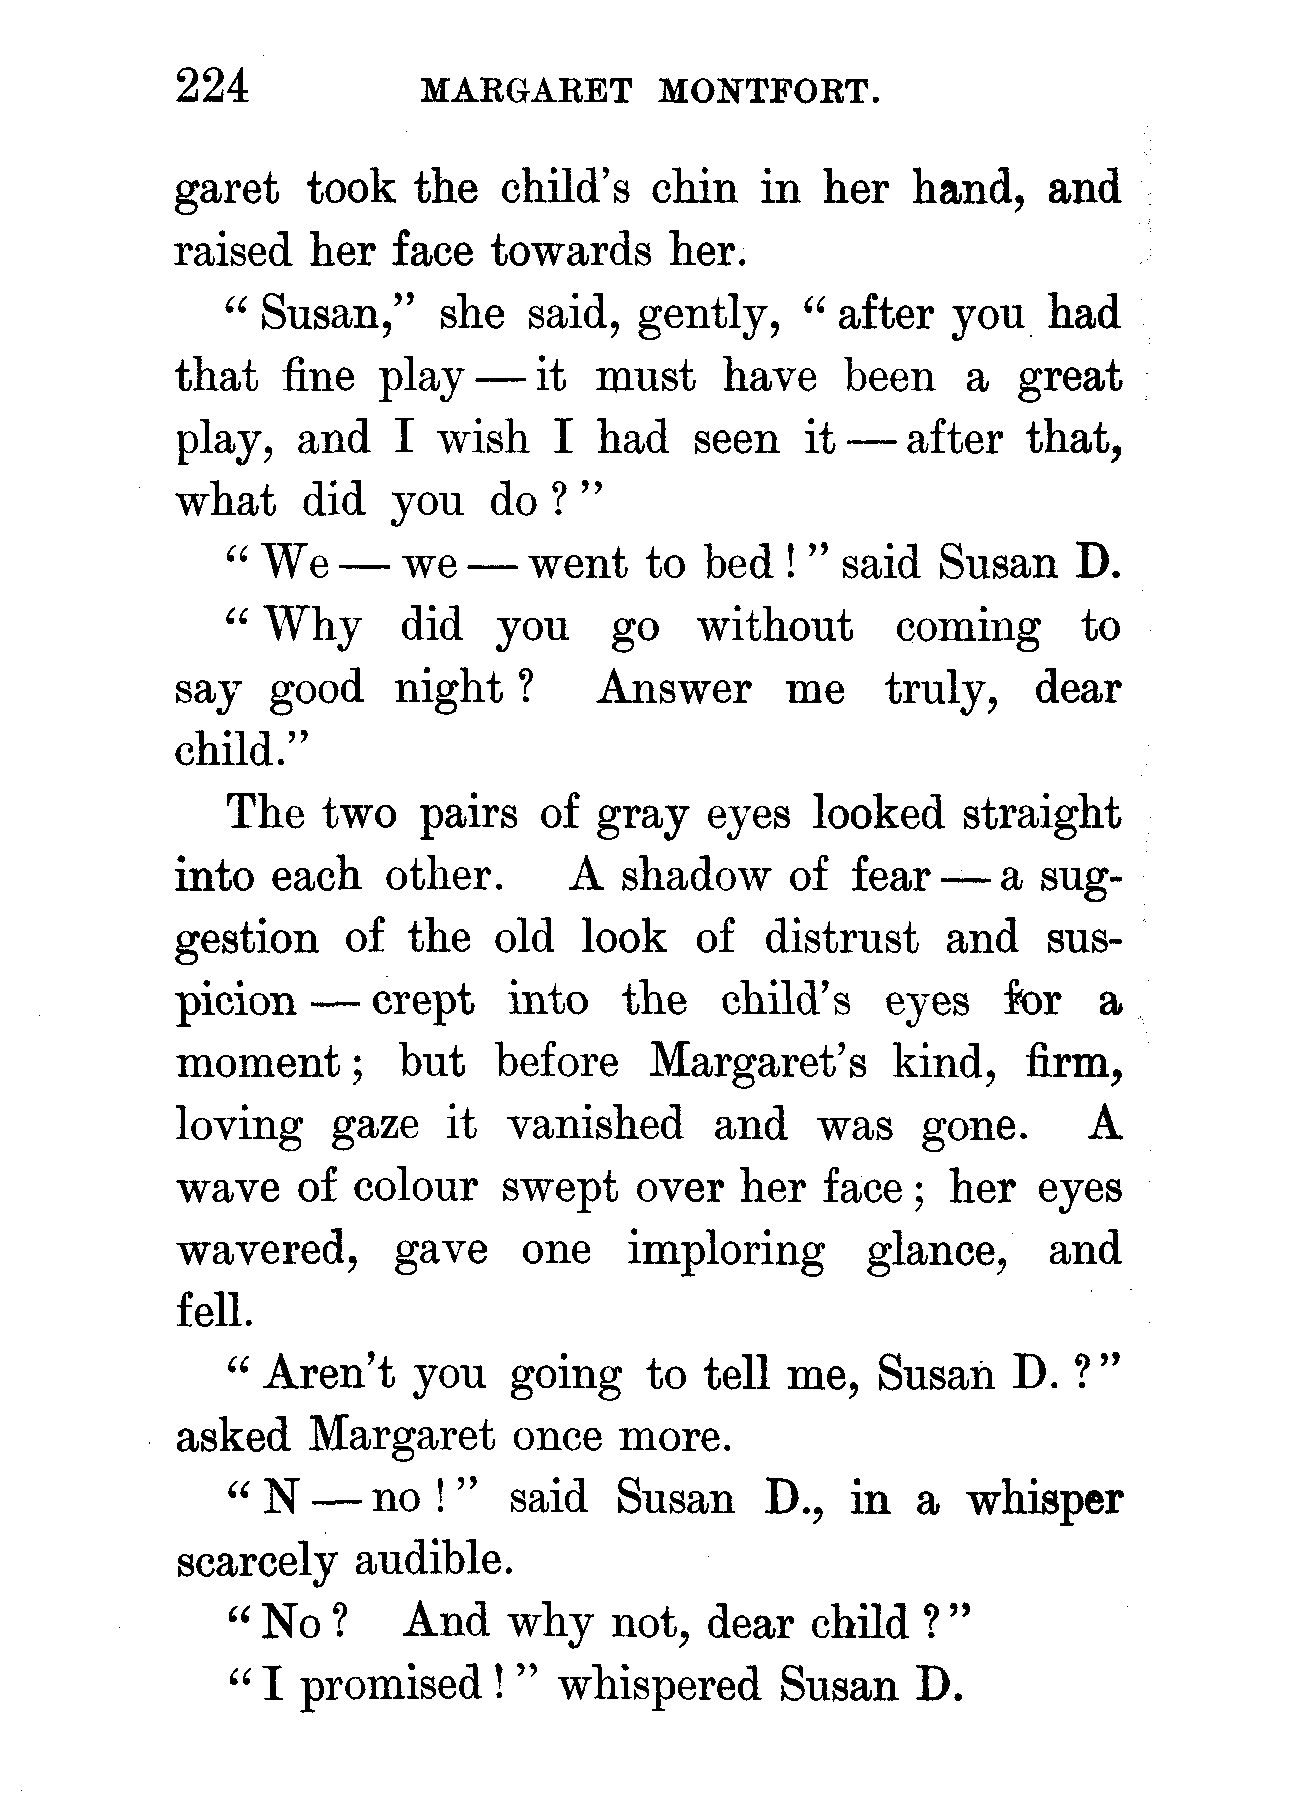 224 MARGARET MONTFORT.
garet took the child's chin in her hand, and
raised her face towards her.
“Susan,” she said, gently, “after you had
that fine play — it must have been a great
play, and I wish I had seen it — after that,
what did you do?”
“We — we — went to bed!” said Susan D.
“Why did you go without coming to
say good night? Answer me truly, dear
child.”
The two pairs of gray eyes looked straight
into each other. A shadow of fear — a sug-
gestion of the old look of distrust and sus-
picion — crept into the child's eyes for a
moment; but before Margaret's kind, firm,
loving gaze it vanished and was gone. A
wave of colour swept over her face; her eyes
wavered, gave one imploring glance, and
fell.
“Aren't you going to tell me, Susan D.?”
asked Margaret once more.
“N — no!” said Susan D., in a whisper
scarcely audible.
“No? And why not, dear child?”
“I promised!” whispered Susan D.